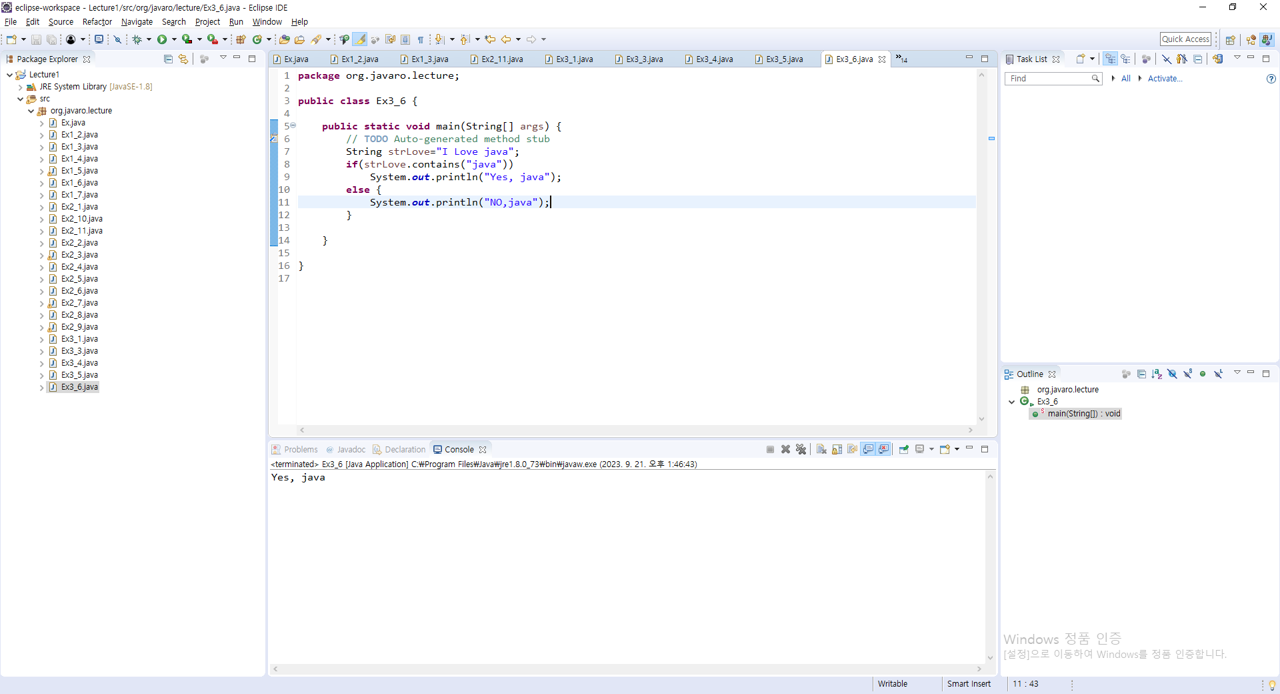 eclipse-workspace - Lecture1/src/org/javaro/lecture/Ex3_6.java - Eclipse IDE
File Edit Source Refactor Navigate Search Project Run Window Help
Quick Access
Package Explorer
Lecture1
JRE System Library [JavaSE-1.8]
src
org.javaro.lecture
Ex.java
Ex1_2.java
Ex1_3.java
Ex1_4.java
Ex1_5.java
Ex1_6.java
Ex1_7.java
Ex2_1.java
Ex2_10.java
Ex2_11.java
Ex2_2.java
Ex2_3.java
Ex2_4.java
Ex2_5.java
Ex2_6.java
Ex2_7.java
Ex2_8.java
Ex2_9.java
Ex3_1.java
Ex3_3.java
Ex3_4.java
Ex3_5.java
Ex3_6.java
Ex.java Ex1_2.java Ex1_3.java Ex2_11.java Ex3_1.java Ex3_3.java Ex3_4.java Ex3_5.java Ex3_6.java »14
1 package org.javaro.lecture;
2
3 public class Ex3_6 {
4
5 public static void main(String[] args) {
6 // TODO Auto-generated method stub
7 String strLove="I Love java";
8 if(strLove.contains("java"))
9 System.out.println("Yes, java");
10 else {
11 System.out.println("NO,java");
12 }
13
14 }
15
16 }
17
Problems Javadoc Declaration Console
<terminated> Ex3_6 [Java Application] C:₩Program Files₩Java₩jre1.8.0_73₩bin₩javaw.exe (2023. 9. 21. 오후 1:46:43)
Yes, java
Task List
Find All Activate...
Outline
org.javaro.lecture
Ex3_6
main(String[]) : void
Windows 정품 인증
[설정]으로 이동하여 Windows를 정품 인증합니다.
Writable Smart Insert 11 : 43